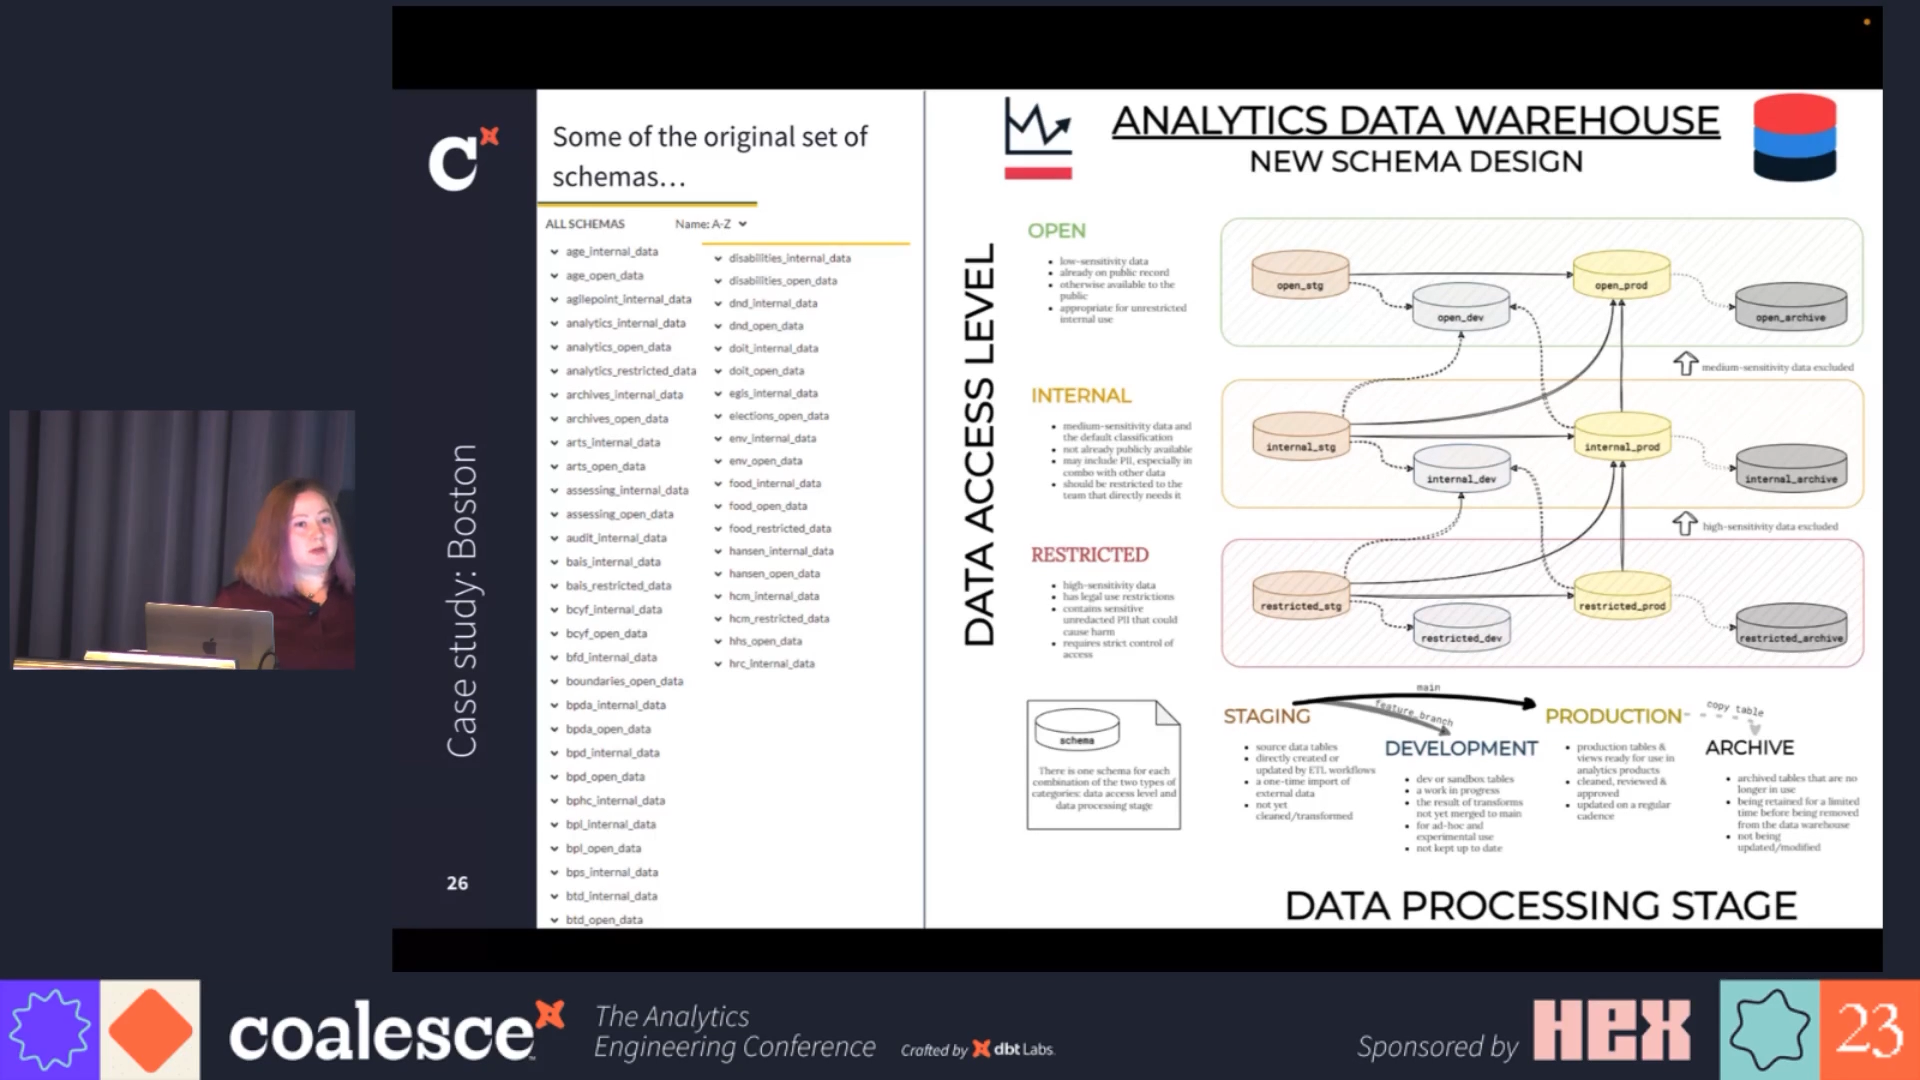 Case study: Boston
26
Some of the original set of
schemas...
ALL SCHEMAS
Name: A-Z
age_internal_data
age_open_data
agilepoint_internal_data
analytics_internal_data
analytics_open_data
analytics_restricted_data
archives_internal_data
archives_open_data
arts_internal_data
arts_open_data
assessing_internal_data
assessing_open_data
audit_internal_data
bais_internal_data
bais_restricted_data
bcyf_internal_data
bcyf_open_data
bfd_internal_data
boundaries_open_data
bpda_internal_data
bpda_open_data
bpd_internal_data
bpd_open_data
bphc_internal_data
bpl_internal_data
bpl_open_data
bps_internal_data
btd_internal_data
btd_open_data
disabilities_internal_data
disabilities_open_data
dnd_internal_data
dnd_open_data
doit_internal_data
doit_open_data
egis_internal_data
elections_open_data
env_internal_data
env_open_data
food_internal_data
food_open_data
food_restricted_data
hansen_internal_data
hansen_open_data
hcm_internal_data
hcm_restricted_data
hhs_open_data
hrc_internal_data
ANALYTICS DATA WAREHOUSE
NEW SCHEMA DESIGN
DATA ACCESS LEVEL
OPEN
low-sensitivity data
already on public record
otherwise available to the
public
appropriate for unrestricted
internal use
open_stg
open_dev
open_prod
open_archive
medium-sensitivity data excluded
INTERNAL
medium-sensitivity data and
the default classification
not already publicly available
may include PII, especially in
combo with other data
should be restricted to the
team that directly needs it
internal_stg
internal_dev
internal_prod
internal_archive
high-sensitivity data excluded
RESTRICTED
high-sensitivity data
has legal use restrictions
contains sensitive
unredacted PII that could
cause harm
requires strict control of
access
restricted_stg
restricted_dev
restricted_prod
restricted_archive
schema
There is one schema for each
combination of the two types of
categories: data access level and
data processing stage
main
feature_branch
copy table
STAGING
source data tables
directly created or
updated by ETL workflows
a one-time import of
external data
not yet
cleaned/transformed
DEVELOPMENT
dev or sandbox tables
a work in progress
the result of transforms
not yet merged to main
for ad-hoc and
experimental use
not kept up to date
PRODUCTION
production tables &
views ready for use in
analytics products
cleaned, reviewed &
approved
updated on a regular
cadence
ARCHIVE
archived tables that are no
longer in use
being retained for a limited
time before being removed
from the data warehouse
not being
updated/modified
DATA PROCESSING STAGE
coalesce
The Analytics
Engineering Conference
Crafted by dbt Labs
Sponsored by HEX
23